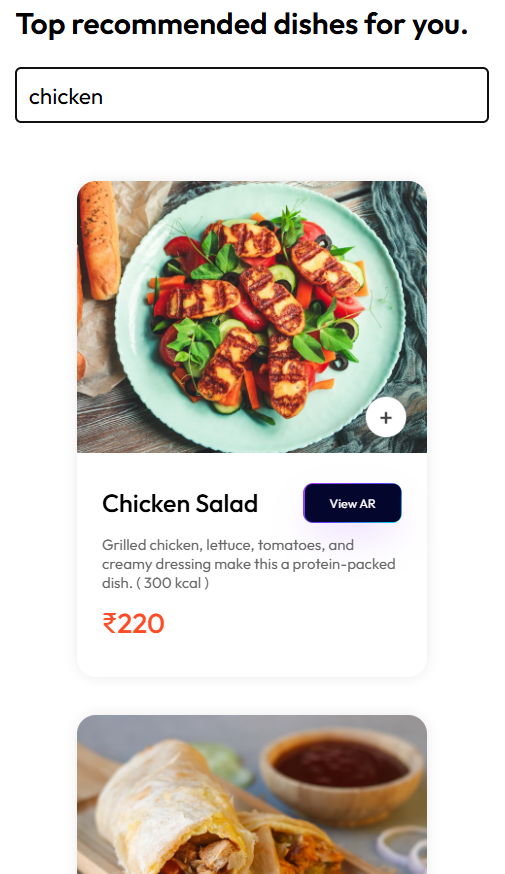 Top recommended dishes for you.
chicken
+
Chicken Salad
View AR
Grilled chicken, lettuce, tomatoes, and
creamy dressing make this a protein-packed
dish. ( 300 kcal )
₹220